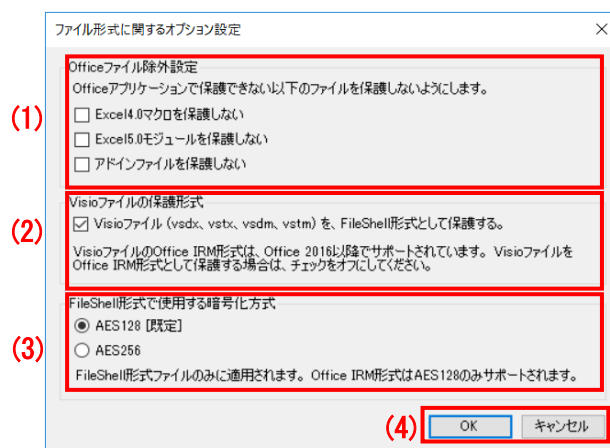 ファイル形式に関するオプション設定
Officeファイル除外設定
Officeアプリケーションで保護できない以下のファイルを保護しないようにします。
(1)
Excel4.0マクロを保護しない
Excel5.0モジュールを保護しない
アドインファイルを保護しない
Visioファイルの保護形式
(2)
Visioファイル (vsdx、vstx、vsdm、vstm) を、FileShell形式として保護する。
VisioファイルのOffice IRM形式は、Office 2016以降でサポートされています。Visioファイルを
Office IRM形式として保護する場合は、チェックをオフにしてください。
FileShell形式で使用する暗号化方式
AES128 [既定]
(3)
AES256
FileShell形式ファイルのみに適用されます。Office IRM形式はAES128のみサポートされます。
(4)
OK
キャンセル